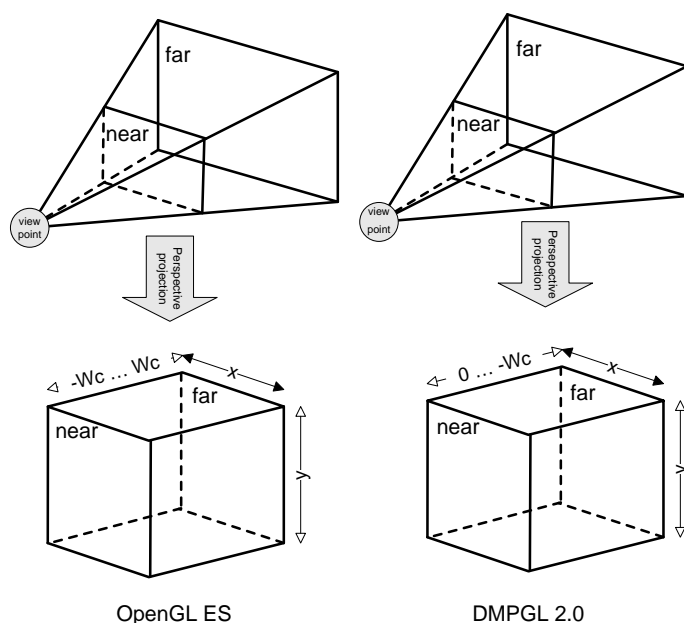 far
far
near
near
view
point
view
point
Perspective
projection
Persepective
projection
-Wc ... Wc
x
0 ... -Wc
x
far
far
near
near
y
y
OpenGL ES
DMPGL 2.0